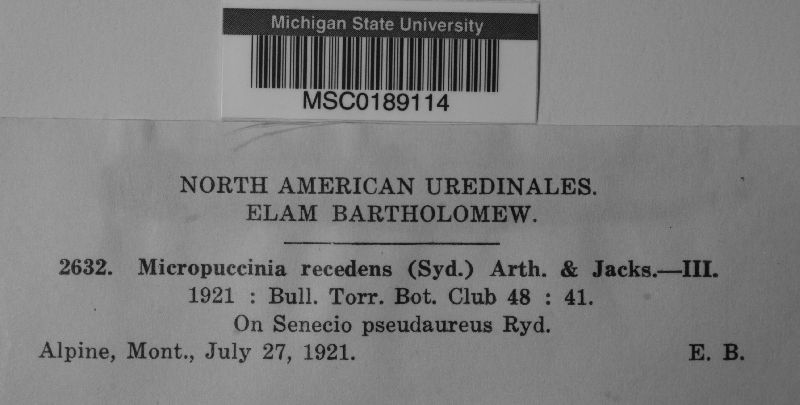 Michigan State University
MSC0189114
NORTH AMERICAN UREDINALES.
ELAM BARTHOLOMEW.
2632. Micropuccinia recedens (Syd.) Arth. & Jacks.—III.
1921 : Bull. Torr. Bot. Club 48 : 41.
On Senecio pseudaureus Ryd.
Alpine, Mont., July 27, 1921. E. B.